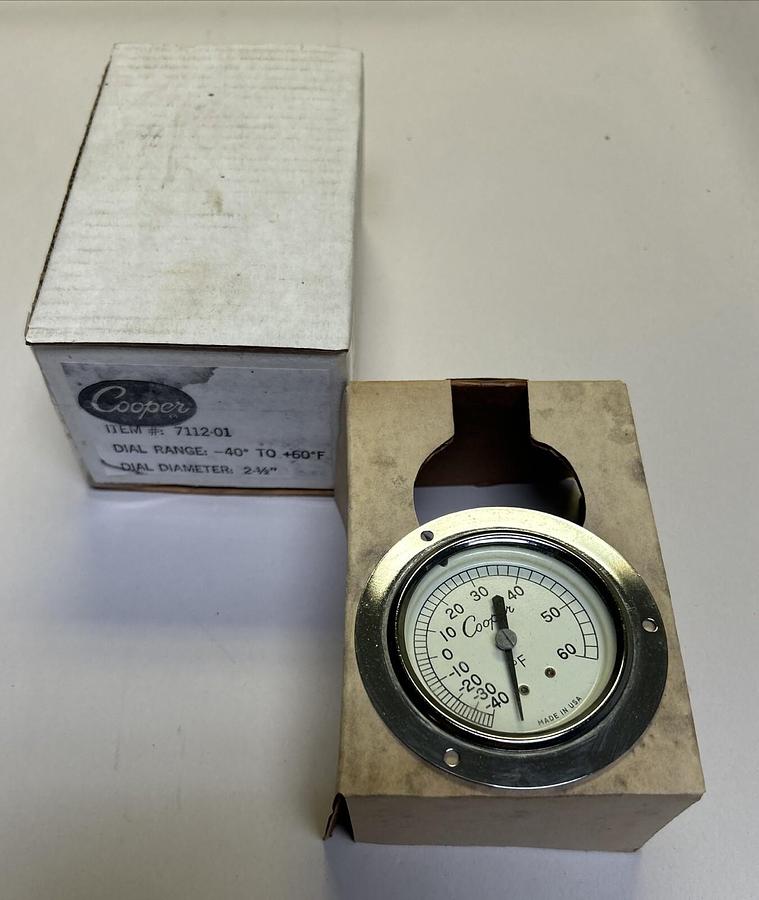 Cooper
ITEM #: 7112-01
DIAL RANGE: -40° TO +60°F
DIAL DIAMETER: 2-½"
-40
-30
-20
-10
0
10
20
30
40
50
60
Cooper
°F
MADE IN USA